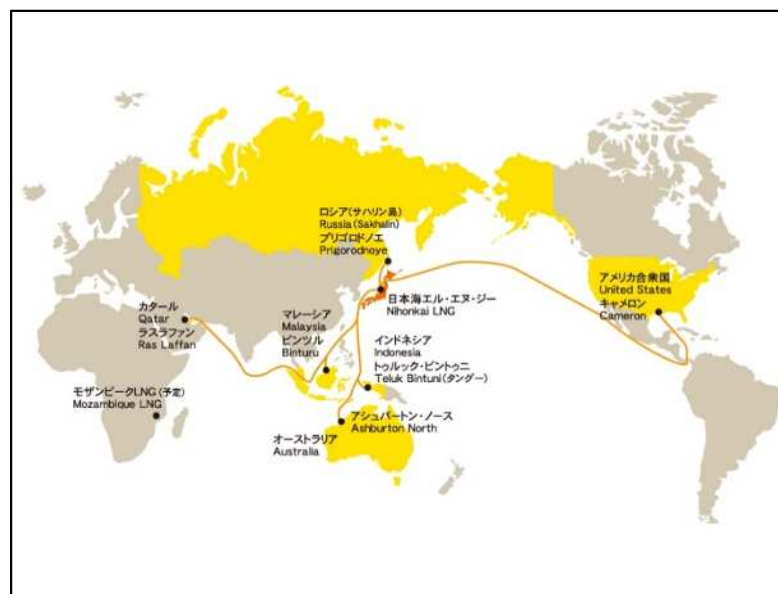 ロシア(サハリン島)
Russia(Sakhalin)
プリゴロドノエ
Prigorodnoye
アメリカ合衆国
United States
キャメロン
Cameron
日本海エル・エヌ・ジー
Nihonkai LNG
カタール
Qatar
ラスラファン
Ras Laffan
マレーシア
Malaysia
ビンツル
Binturu
インドネシア
Indonesia
トゥルック・ビントゥニ
Teluk Bintuni(タングー)
モザンビークLNG(予定)
Mozambique LNG
アシュバートン・ノース
Ashburton North
オーストラリア
Australia